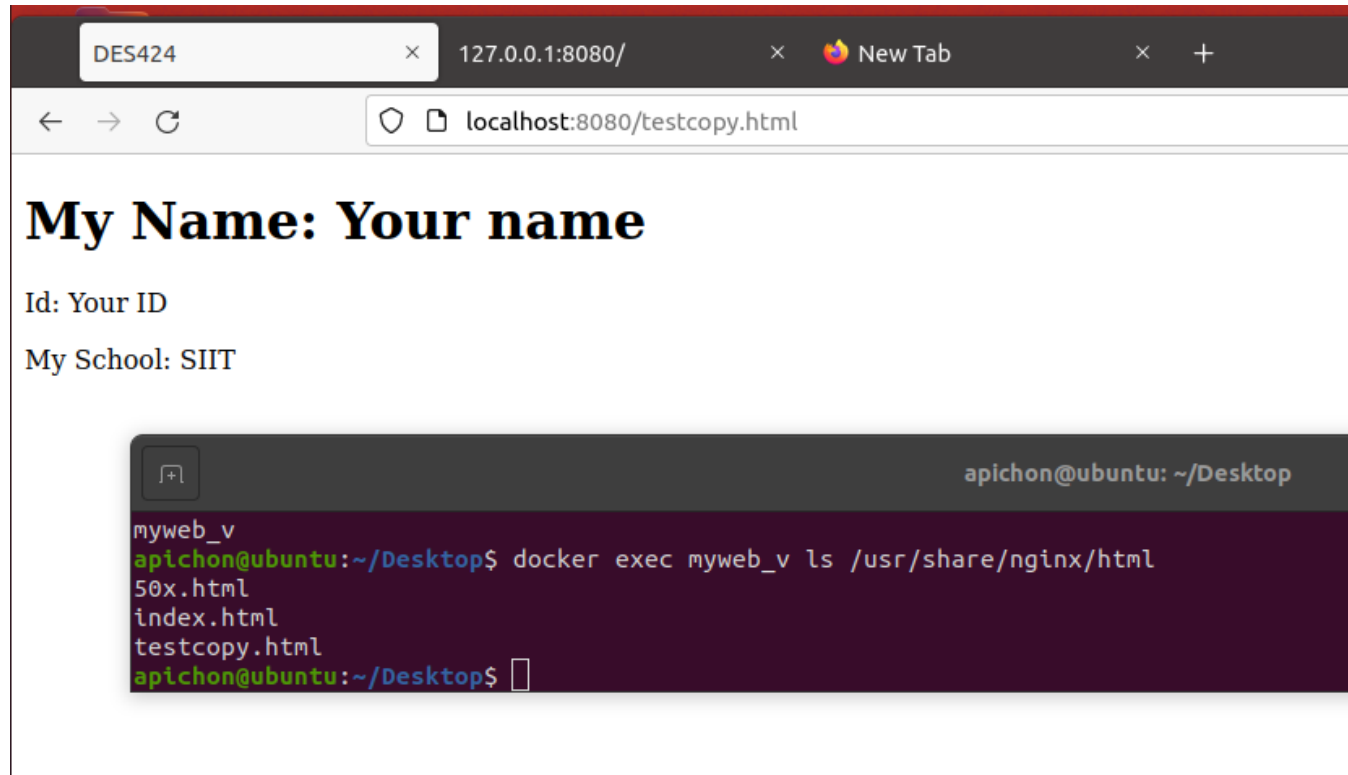 DES424
127.0.0.1:8080/
New Tab
localhost:8080/testcopy.html
My Name: Your name
Id: Your ID
My School: SIIT
apichon@ubuntu: ~/Desktop
myweb_v
apichon@ubuntu:~/Desktop$ docker exec myweb_v ls /usr/share/nginx/html
50x.html
index.html
testcopy.html
apichon@ubuntu:~/Desktop$